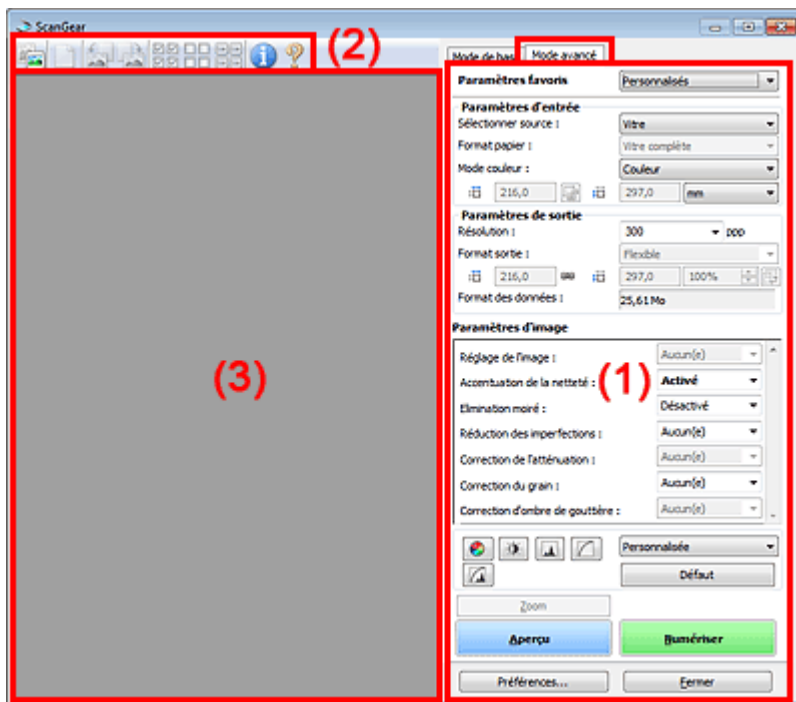 ScanGear
(2)
Mode de bas Mode avancé
Paramètres favoris Personnalisés
Paramètres d'entrée
Sélectionner source : Vitre
Format papier : Vitre complète
Mode couleur : Couleur
216,0 297,0 mm
Paramètres de sortie
Résolution : 300 ppp
Format sortie : Flexible
216,0 297,0 100%
Format des données : 25,61 Mo
Paramètres d'image
Réglage de l'image : Aucun(e)
(3)
Accentuation de la netteté : (1) Activé
Elimination moiré : Désactivé
Réduction des imperfections : Aucun(e)
Correction de l'atténuation : Aucun(e)
Correction du grain : Aucun(e)
Correction d'ombre de gouttière : Aucun(e)
Personnalisée
Défaut
Zoom
Aperçu Numériser
Préférences... Fermer